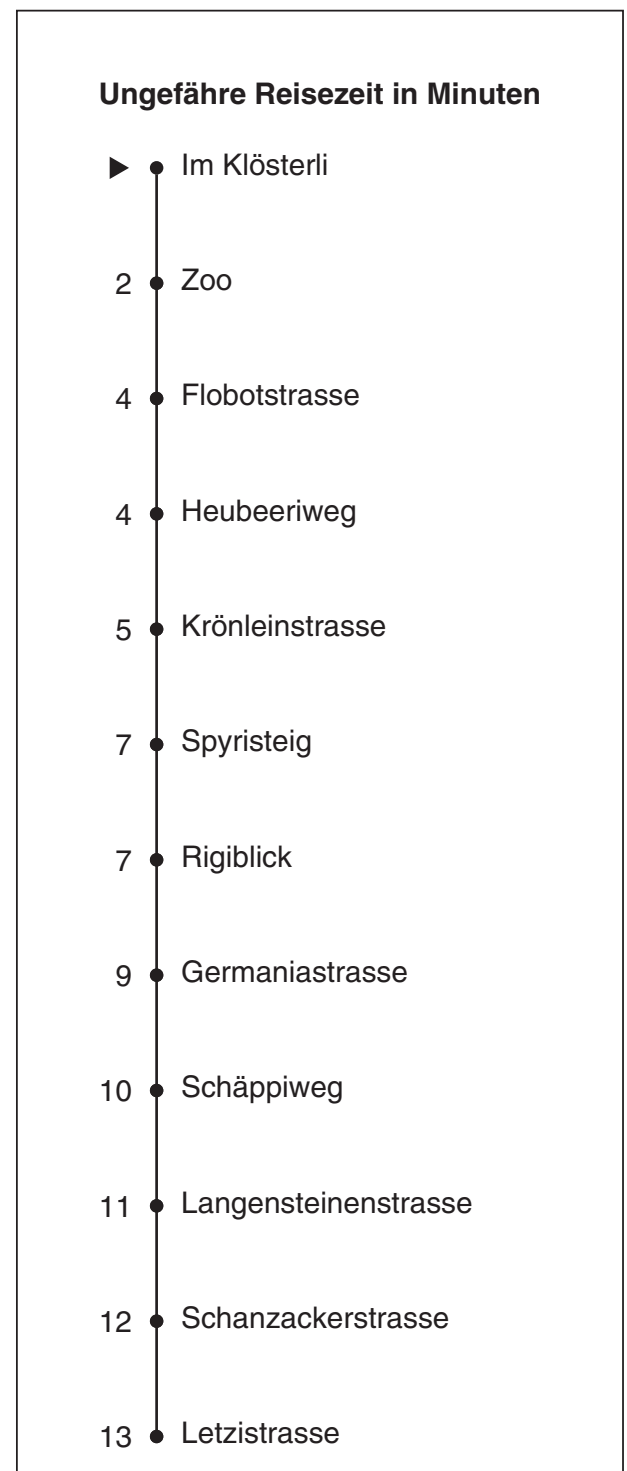 Ungefähre Reisezeit in Minuten
Im Klösterli
2 Zoo
4 Flobotstrasse
4 Heubeeriweg
5 Krönleinstrasse
7 Spyristeig
7 Rigiblick
9 Germaniastrasse
10 Schäppiweg
11 Langensteinenstrasse
12 Schanzackerstrasse
13 Letzistrasse